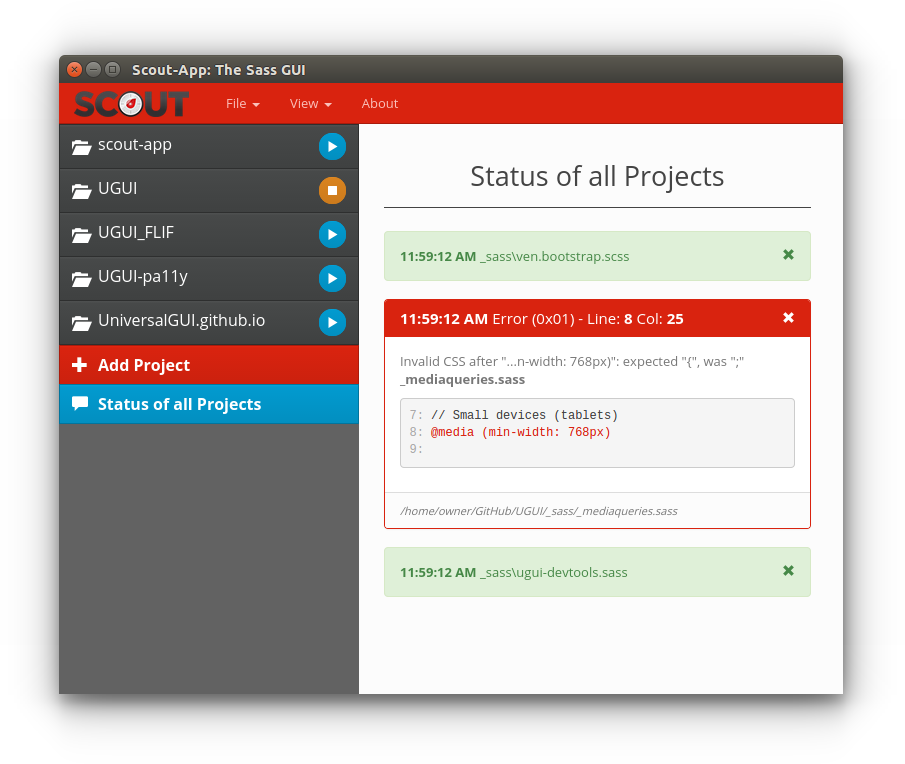 Scout-App: The Sass GUI
SCOUT File View About
scout-app
UGUI
UGUI_FLIF
UGUI-pa11y
UniversalGUI.github.io
Add Project
Status of all Projects
Status of all Projects
11:59:12 AM _sass\ven.bootstrap.scss
11:59:12 AM Error (0x01) - Line: 8 Col: 25
Invalid CSS after "...n-width: 768px)": expected "{", was ";"
_mediaqueries.sass
7: // Small devices (tablets)
8: @media (min-width: 768px)
9:
/home/owner/GitHub/UGUI/_sass/_mediaqueries.sass
11:59:12 AM _sass\ugui-devtools.sass